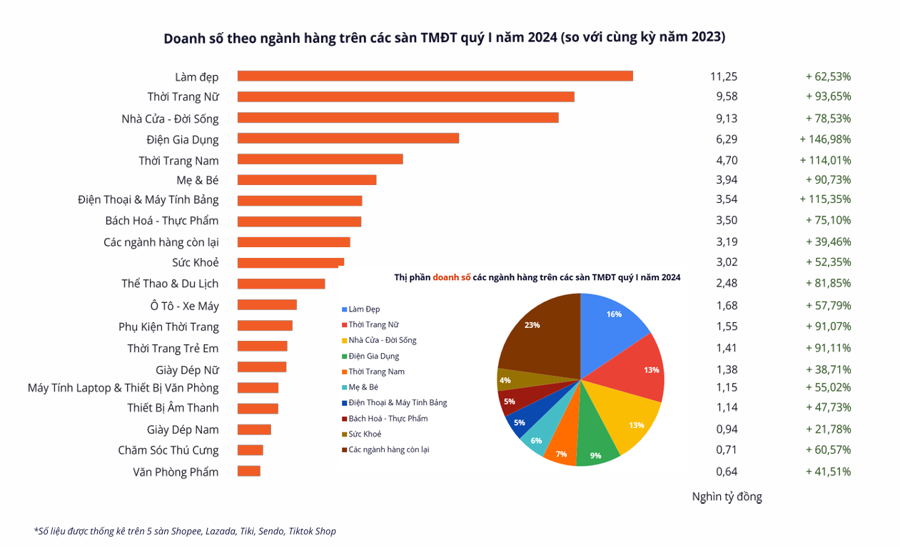 Doanh số theo ngành hàng trên các sàn TMĐT quý I năm 2024 (so với cùng kỳ năm 2023)
Làm đẹp 11,25 + 62,53%
Thời Trang Nữ 9,58 + 93,65%
Nhà Cửa - Đời Sống 9,13 + 78,53%
Điện Gia Dụng 6,29 + 146,98%
Thời Trang Nam 4,70 + 114,01%
Mẹ & Bé 3,94 + 90,73%
Điện Thoại & Máy Tính Bảng 3,54 + 115,35%
Bách Hoá - Thực Phẩm 3,50 + 75,10%
Các ngành hàng còn lại 3,19 + 39,46%
Sức Khoẻ 3,02 + 52,35%
Thể Thao & Du Lịch 2,48 + 81,85%
Ô Tô - Xe Máy 1,68 + 57,79%
Phụ Kiện Thời Trang 1,55 + 91,07%
Thời Trang Trẻ Em 1,41 + 91,11%
Giày Dép Nữ 1,38 + 38,71%
Máy Tính Laptop & Thiết Bị Văn Phòng 1,15 + 55,02%
Thiết Bị Âm Thanh 1,14 + 47,73%
Giày Dép Nam 0,94 + 21,78%
Chăm Sóc Thú Cưng 0,71 + 60,57%
Văn Phòng Phẩm 0,64 + 41,51%
Nghìn tỷ đồng
Thị phần doanh số các ngành hàng trên các sàn TMĐT quý I năm 2024
Làm Đẹp
Thời Trang Nữ
Nhà Cửa - Đời Sống
Điện Gia Dụng
Thời Trang Nam
Mẹ & Bé
Điện Thoại & Máy Tính Bảng
Bách Hoá - Thực Phẩm
Sức Khoẻ
Các ngành hàng còn lại
16%
13%
13%
9%
7%
6%
5%
5%
4%
23%
*Số liệu được thống kê trên 5 sàn Shopee, Lazada, Tiki, Sendo, Tiktok Shop